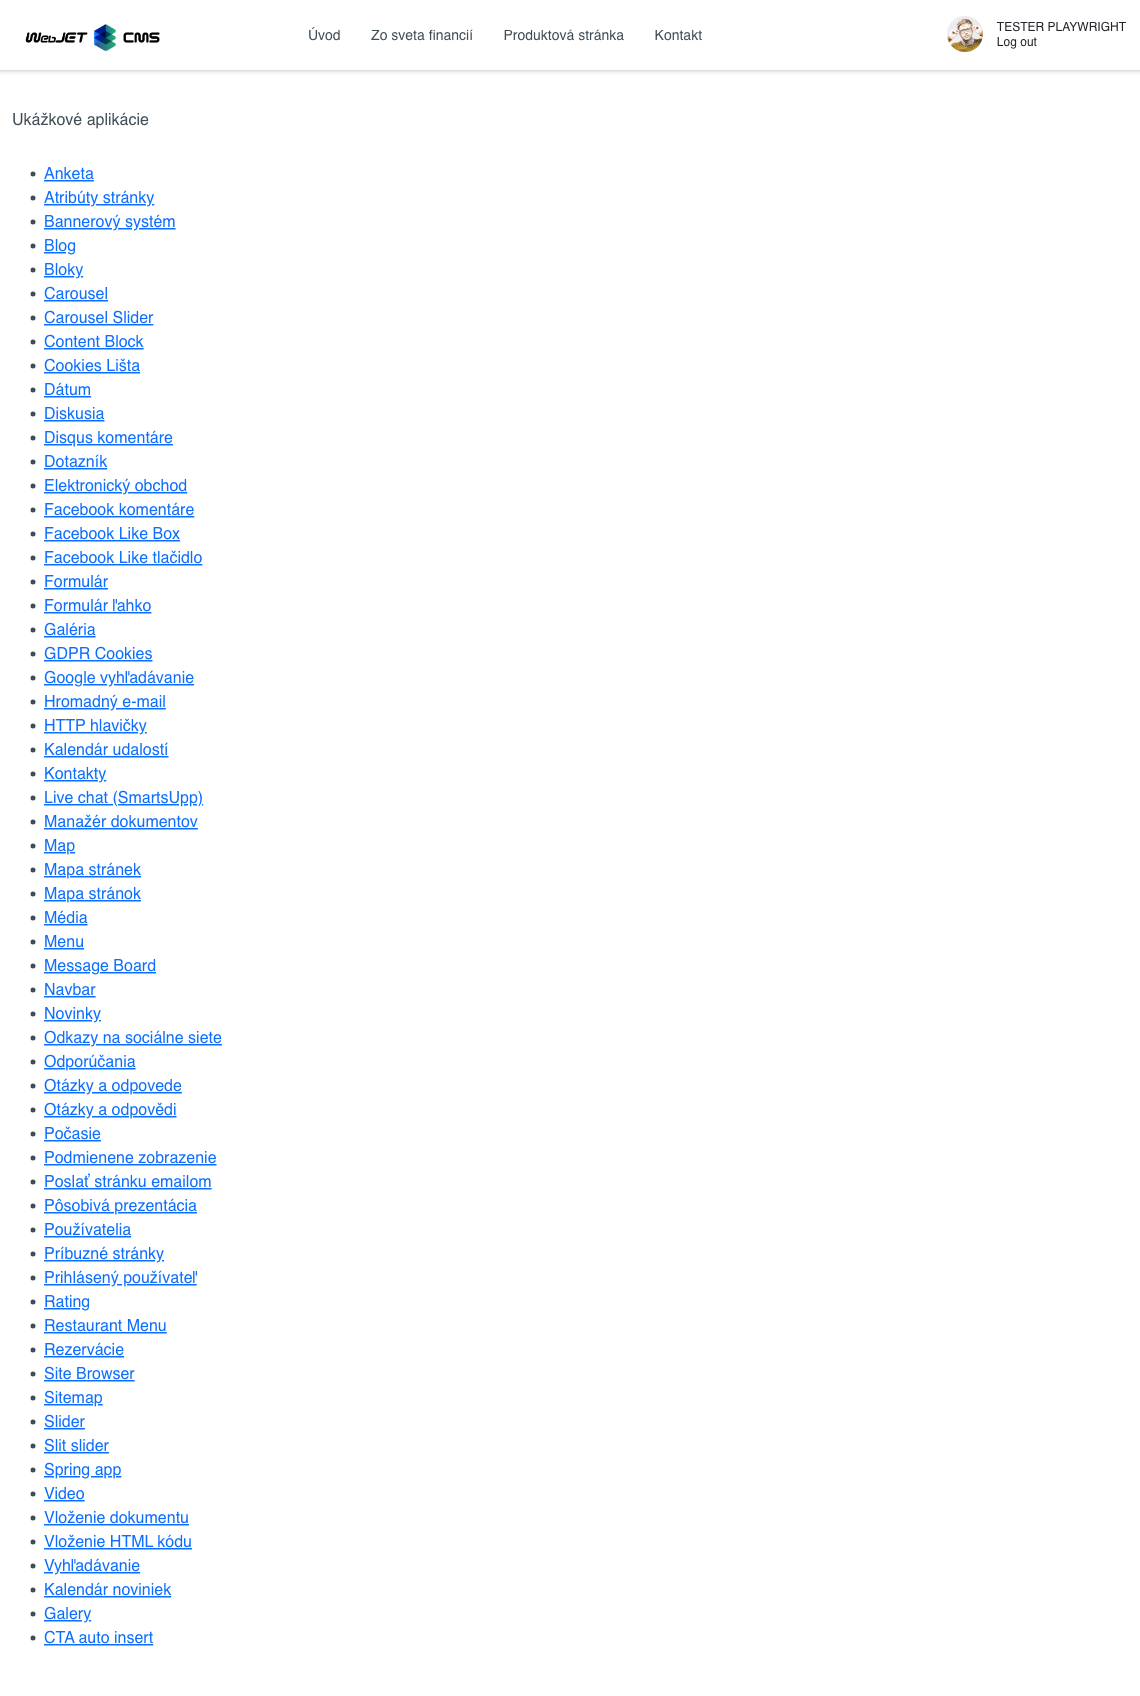 WebJET CMS
Úvod
Zo sveta financií
Produktová stránka
Kontakt
TESTER PLAYWRIGHT
Log out
Ukážkové aplikácie
Anketa
Atribúty stránky
Bannerový systém
Blog
Bloky
Carousel
Carousel Slider
Content Block
Cookies Lišta
Dátum
Diskusia
Disqus komentáre
Dotazník
Elektronický obchod
Facebook komentáre
Facebook Like Box
Facebook Like tlačidlo
Formulár
Formulár ľahko
Galéria
GDPR Cookies
Google vyhľadávanie
Hromadný e-mail
HTTP hlavičky
Kalendár udalostí
Kontakty
Live chat (SmartsUpp)
Manažér dokumentov
Map
Mapa stránek
Mapa stránok
Média
Menu
Message Board
Navbar
Novinky
Odkazy na sociálne siete
Odporúčania
Otázky a odpovede
Otázky a odpovědi
Počasie
Podmienene zobrazenie
Poslať stránku emailom
Pôsobivá prezentácia
Používatelia
Príbuzné stránky
Prihlásený používateľ
Rating
Restaurant Menu
Rezervácie
Site Browser
Sitemap
Slider
Slit slider
Spring app
Video
Vloženie dokumentu
Vloženie HTML kódu
Vyhľadávanie
Kalendár noviniek
Galery
CTA auto insert